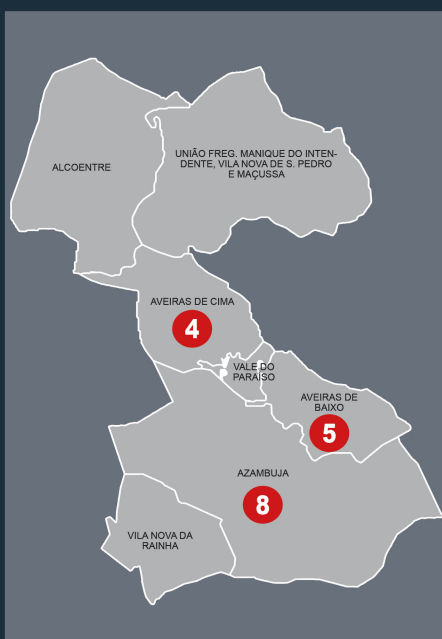 ALCOENTRE
UNIÃO FREG. MANIQUE DO INTEN-
DENTE, VILA NOVA DE S. PEDRO
E MAÇUSSA
AVEIRAS DE CIMA
4
VALE DO
PARAÍSO
AVEIRAS DE
BAIXO
5
AZAMBUJA
8
VILA NOVA DA
RAINHA